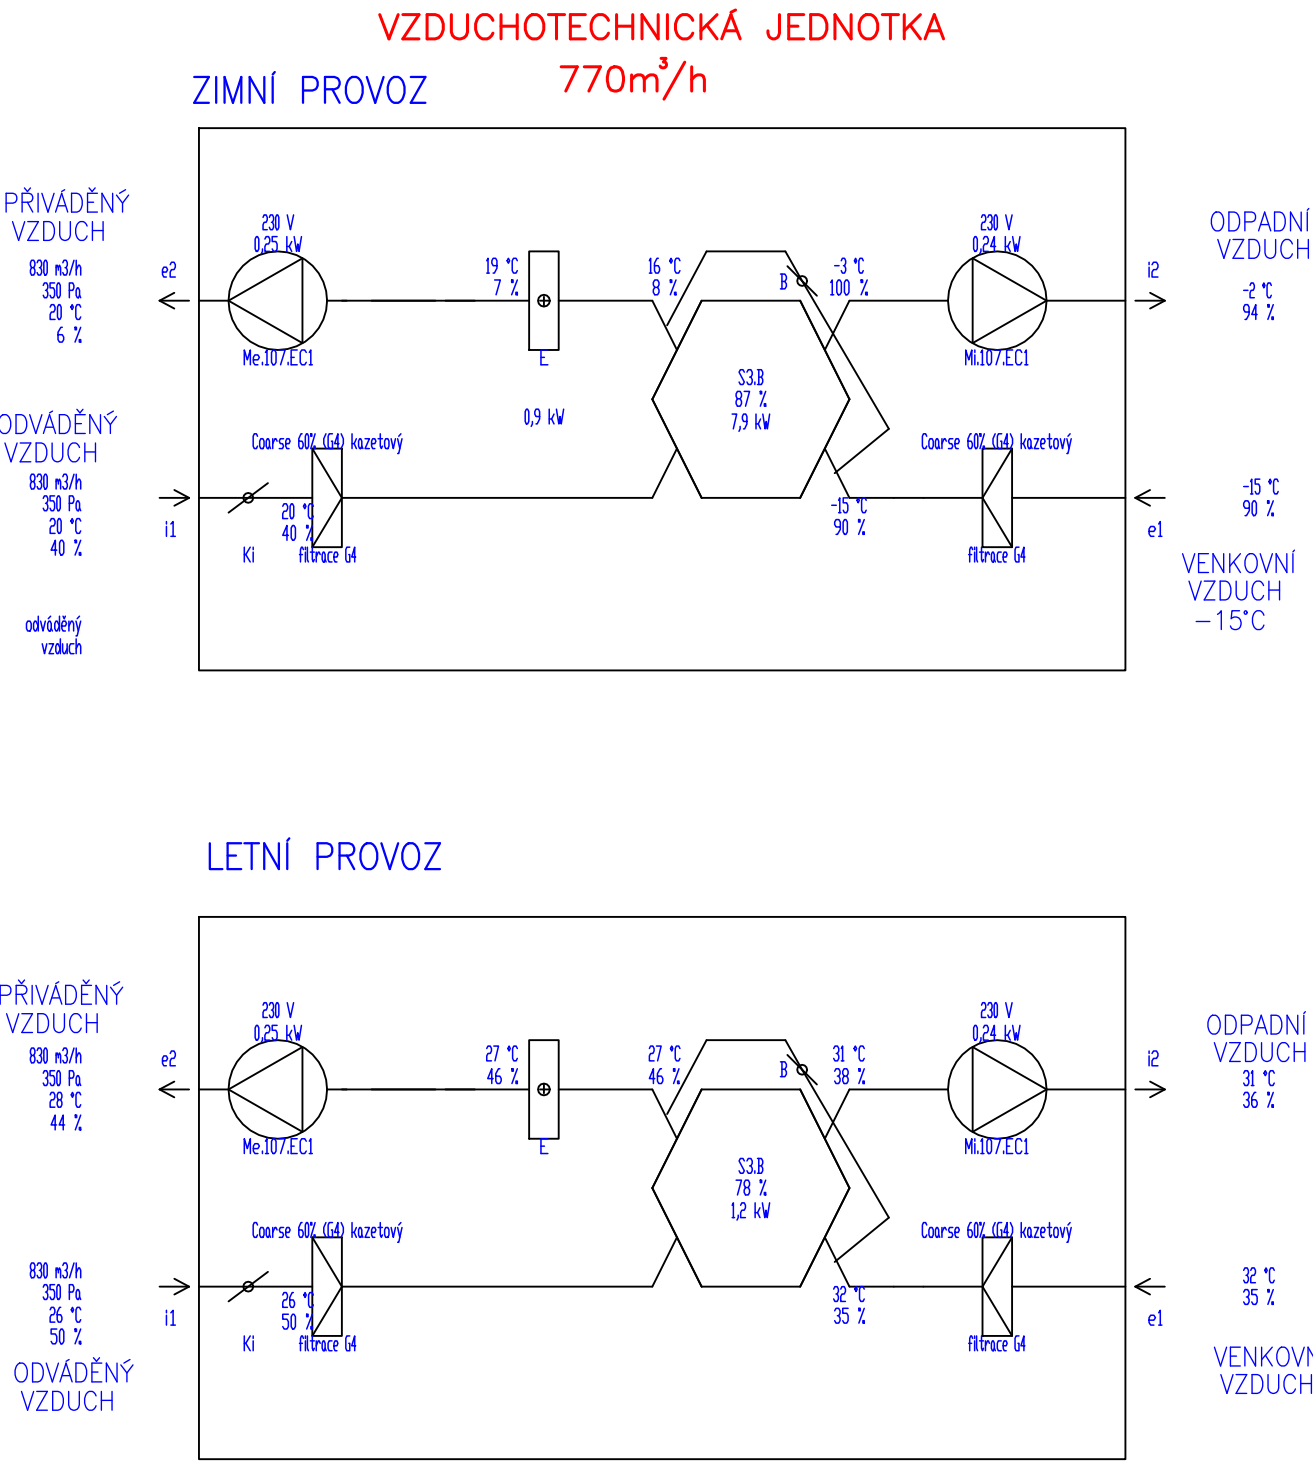 VZDUCHOTECHNICKÁ JEDNOTKA
770m³/h
ZIMNÍ PROVOZ
PŘIVÁDĚNÝ
VZDUCH
830 m3/h
350 Pa
20 °C
6 %
e2
230 V
0,25 kW
Me.107.EC1
19 °C
7 %
E
0,9 kW
16 °C
8 %
B
-3 °C
100 %
230 V
0,24 kW
Mi.107.EC1
i2
ODPADNÍ
VZDUCH
-2 °C
94 %
S3.B
87 %
7,9 kW
ODVÁDĚNÝ
VZDUCH
830 m3/h
350 Pa
20 °C
40 %
i1
odváděný
vzduch
Ki
Coarse 60% (G4) kazetový
20 °C
40 %
filtrace G4
-15 °C
90 %
Coarse 60% (G4) kazetový
filtrace G4
-15 °C
90 %
e1
VENKOVNÍ
VZDUCH
-15°C
LETNÍ PROVOZ
PŘIVÁDĚNÝ
VZDUCH
830 m3/h
350 Pa
28 °C
44 %
e2
230 V
0,25 kW
Me.107.EC1
27 °C
46 %
E
27 °C
46 %
B
31 °C
38 %
230 V
0,24 kW
Mi.107.EC1
i2
ODPADNÍ
VZDUCH
31 °C
36 %
S3.B
78 %
1,2 kW
830 m3/h
350 Pa
26 °C
50 %
i1
ODVÁDĚNÝ
VZDUCH
Ki
Coarse 60% (G4) kazetový
26 °C
50 %
filtrace G4
32 °C
35 %
Coarse 60% (G4) kazetový
filtrace G4
32 °C
35 %
e1
VENKOVN
VZDUCH